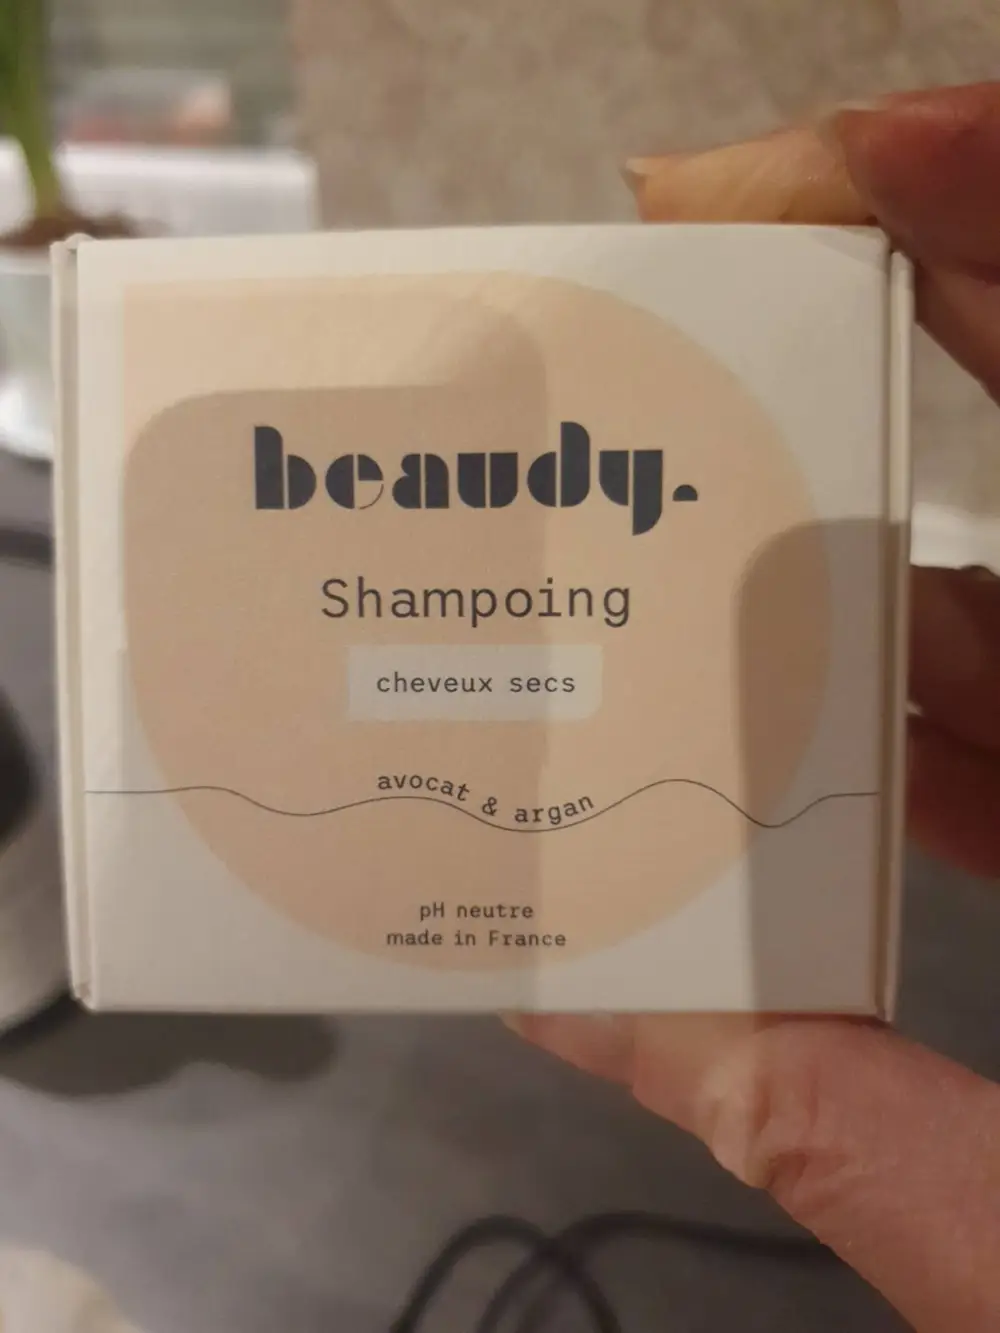 beaudy.
Shampoing
cheveux secs
avocat & argan
pH neutre
made in France